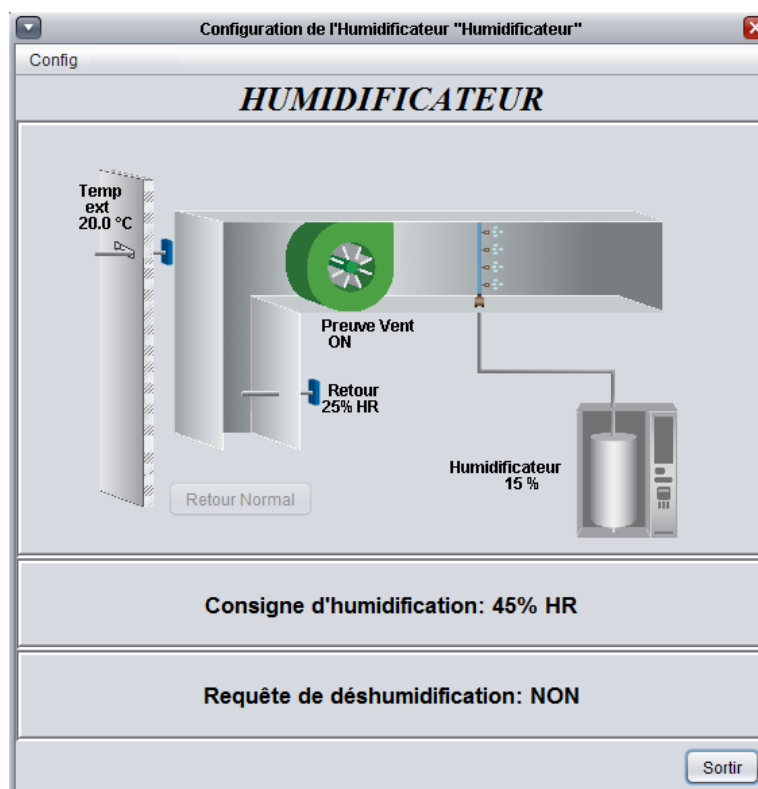 Configuration de l'Humidificateur "Humidificateur"
Config
HUMIDIFICATEUR
Temp
ext
20.0 °C
Preuve Vent
ON
Retour
25% HR
Humidificateur
15 %
Retour Normal
Consigne d'humidification: 45% HR
Requête de déshumidification: NON
Sortir